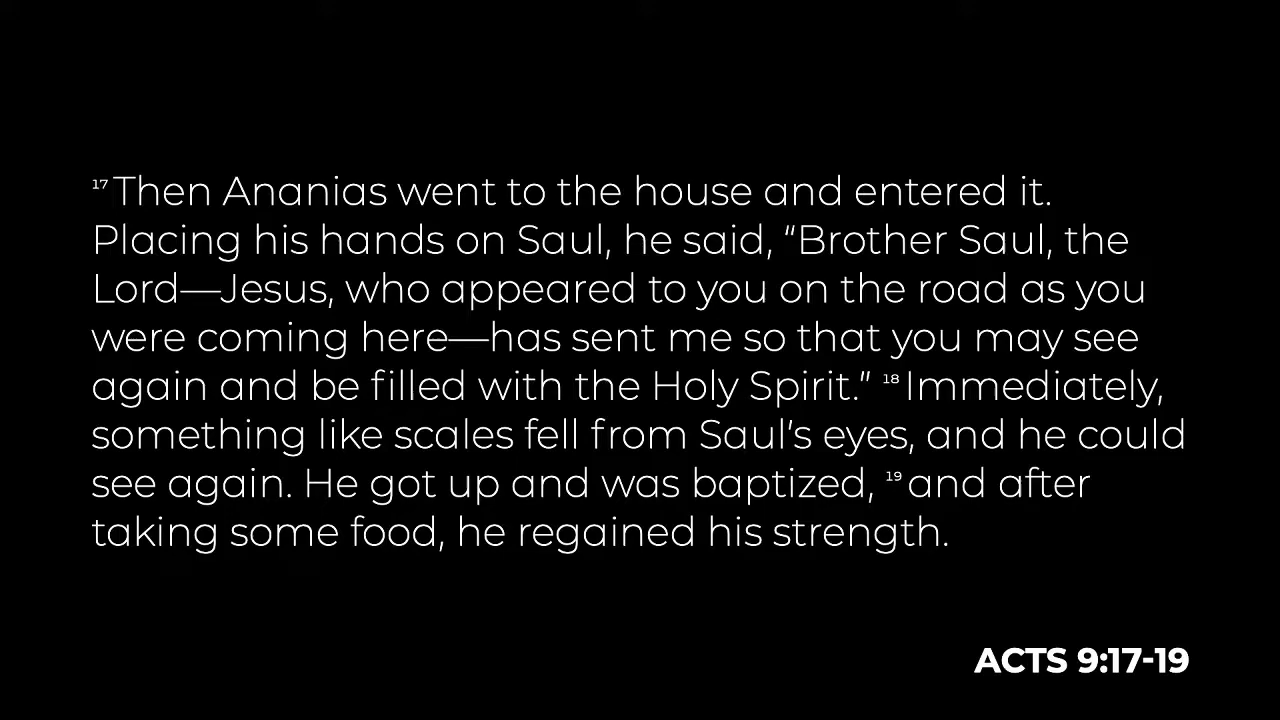 17 Then Ananias went to the house and entered it.
Placing his hands on Saul, he said, "Brother Saul, the
Lord—Jesus, who appeared to you on the road as you
were coming here—has sent me so that you may see
again and be filled with the Holy Spirit." 18 Immediately,
something like scales fell from Saul's eyes, and he could
see again. He got up and was baptized, 19 and after
taking some food, he regained his strength.
ACTS 9:17-19